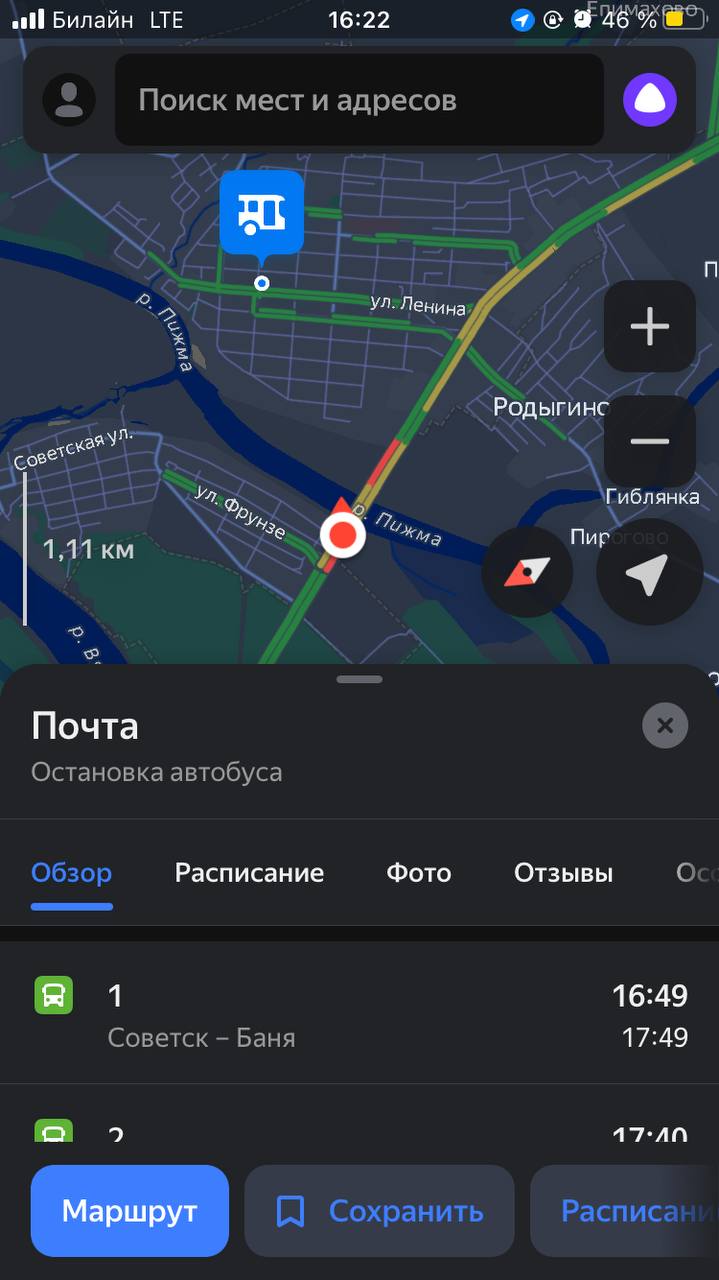 Билайн LTE 16:22 46 %
Епимахово
Поиск мест и адресов
р. Пижма
ул. Ленина
Родыгино
Советская ул.
ул. Фрунзе
р. Пижма
Гиблянка
Пирогово
1,11 км
Почта
Остановка автобуса
Обзор Расписание Фото Отзывы
1 16:49
Советск – Баня 17:49
2 17:40
Маршрут Сохранить Расписани